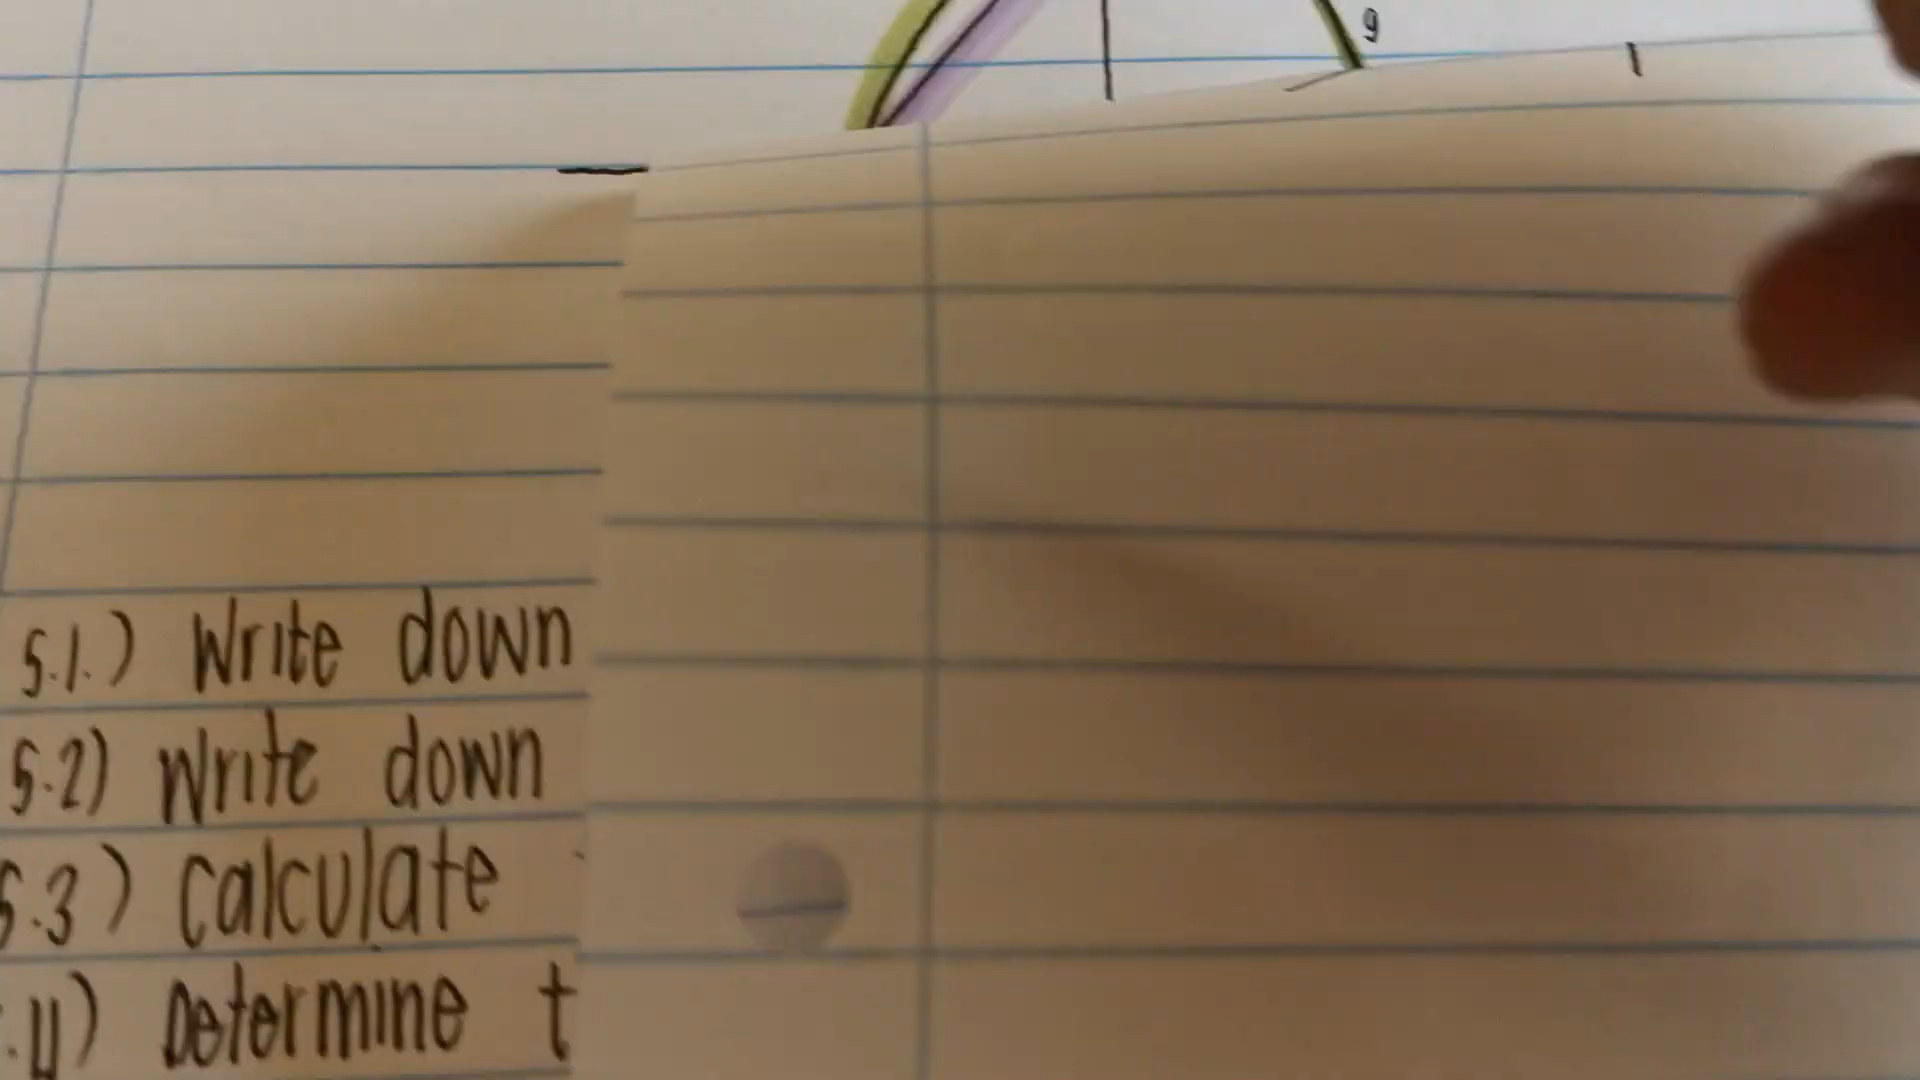 g
5.1.) Write down
5.2) Write down
5.3) calculate
.4) Determine t